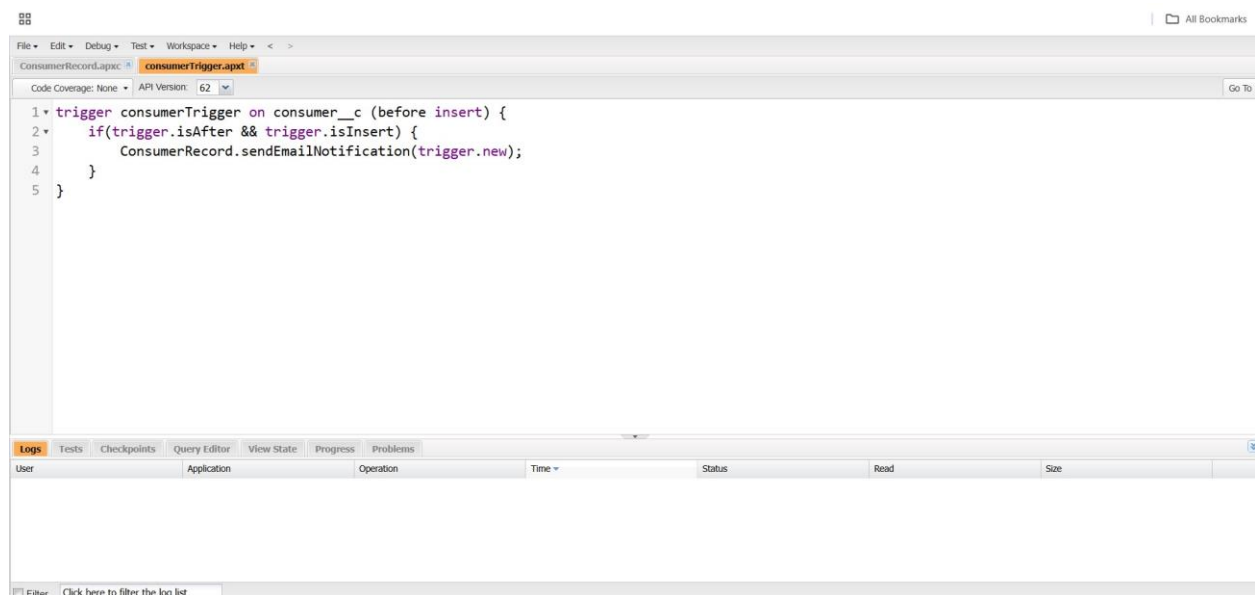 All Bookmarks
File Edit Debug Test Workspace Help < >
ConsumerRecord.apxc consumerTrigger.apxt
Code Coverage: None API Version: 62 Go To
1 trigger consumerTrigger on consumer__c (before insert) {
2 if(trigger.isAfter && trigger.isInsert) {
3 ConsumerRecord.sendEmailNotification(trigger.new);
4 }
5 }
Logs Tests Checkpoints Query Editor View State Progress Problems
User Application Operation Time Status Read Size
Filter Click here to filter the log list